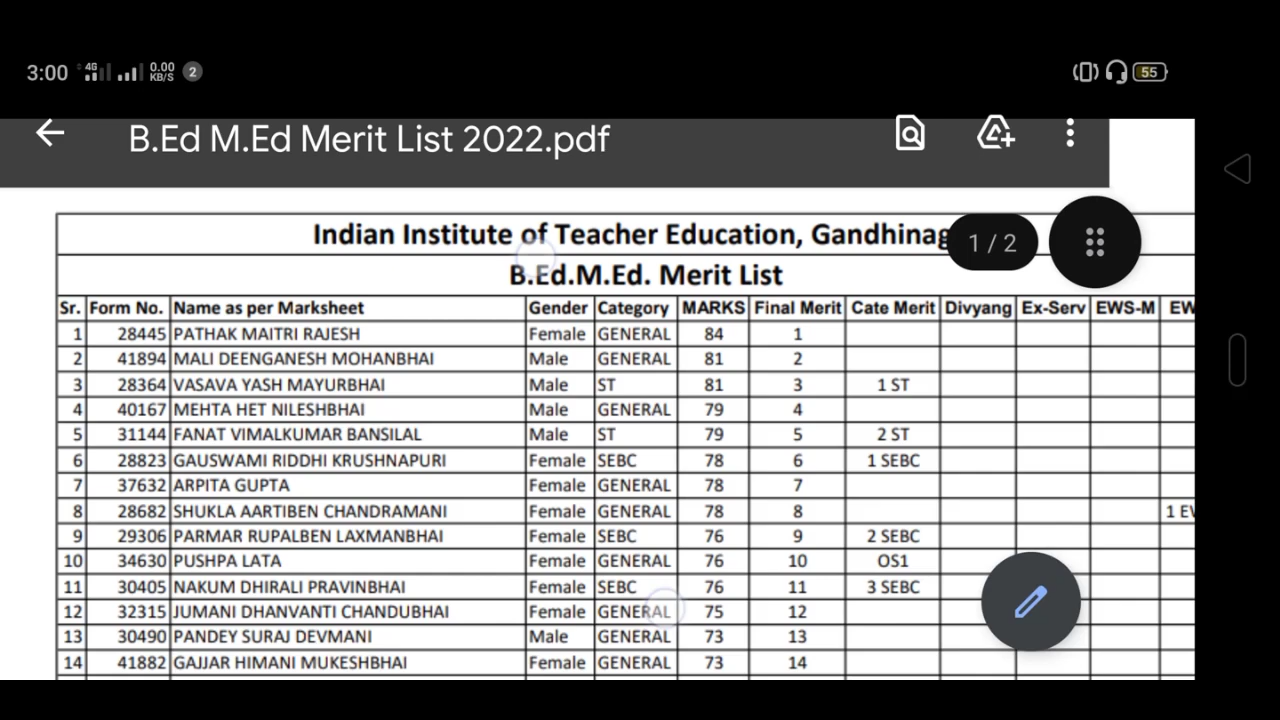 3:00 4G 0.00 KB/S 2 55
B.Ed M.Ed Merit List 2022.pdf
Indian Institute of Teacher Education, Gandhinag
1 / 2
B.Ed.M.Ed. Merit List
Sr. Form No. Name as per Marksheet Gender Category MARKS Final Merit Cate Merit Divyang Ex-Serv EWS-M EW
1 28445 PATHAK MAITRI RAJESH Female GENERAL 84 1
2 41894 MALI DEENGANESH MOHANBHAI Male GENERAL 81 2
3 28364 VASAVA YASH MAYURBHAI Male ST 81 3 1 ST
4 40167 MEHTA HET NILESHBHAI Male GENERAL 79 4
5 31144 FANAT VIMALKUMAR BANSILAL Male ST 79 5 2 ST
6 28823 GAUSWAMI RIDDHI KRUSHNAPURI Female SEBC 78 6 1 SEBC
7 37632 ARPITA GUPTA Female GENERAL 78 7
8 28682 SHUKLA AARTIBEN CHANDRAMANI Female GENERAL 78 8 1 EW
9 29306 PARMAR RUPALBEN LAXMANBHAI Female SEBC 76 9 2 SEBC
10 34630 PUSHPA LATA Female GENERAL 76 10 OS1
11 30405 NAKUM DHIRALI PRAVINBHAI Female SEBC 76 11 3 SEBC
12 32315 JUMANI DHANVANTI CHANDUBHAI Female GENERAL 75 12
13 30490 PANDEY SURAJ DEVMANI Male GENERAL 73 13
14 41882 GAJJAR HIMANI MUKESHBHAI Female GENERAL 73 14